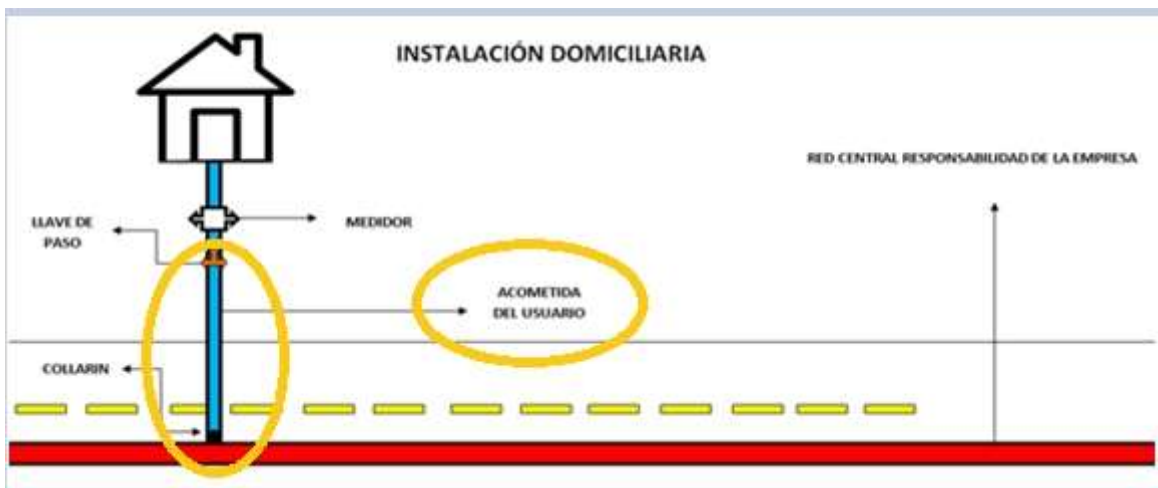 INSTALACIÓN DOMICILIARIA
RED CENTRAL RESPONSABILIDAD DE LA EMPRESA
LLAVE DE
PASO
MEDIDOR
ACOMETIDA
DEL USUARIO
COLLARIN